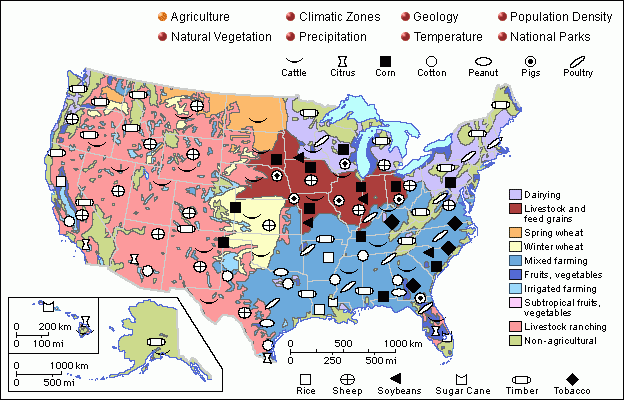 Agriculture Climatic Zones Geology Population Density
Natural Vegetation Precipitation Temperature National Parks
Cattle Citrus Corn Cotton Peanut Pigs Poultry
Dairying
Livestock and
feed grains
Spring wheat
Winter wheat
Mixed farming
Fruits, vegetables
Irrigated farming
Subtropical fruits,
vegetables
Livestock ranching
Non-agricultural
0 200 km
0 100 mi
0 1000 km
0 500 mi
0 500 1000 km
0 250 500 mi
Rice Sheep Soybeans Sugar Cane Timber Tobacco